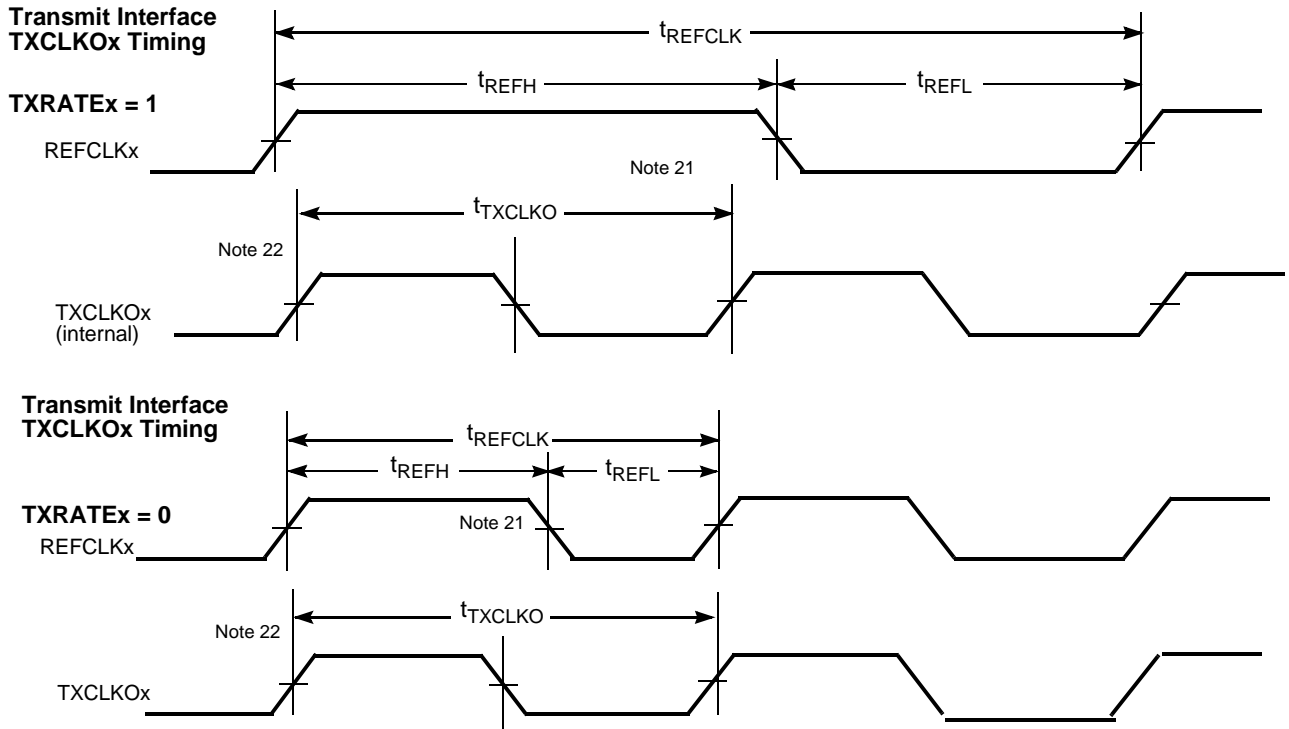 Transmit Interface
TXCLKOx Timing
tREFCLK
tREFH
tREFL
TXRATEx = 1
REFCLKx
Note 21
tTXCLKO
Note 22
TXCLKOx
(internal)
Transmit Interface
TXCLKOx Timing
tREFCLK
tREFH
tREFL
TXRATEx = 0
Note 21
REFCLKx
tTXCLKO
Note 22
TXCLKOx